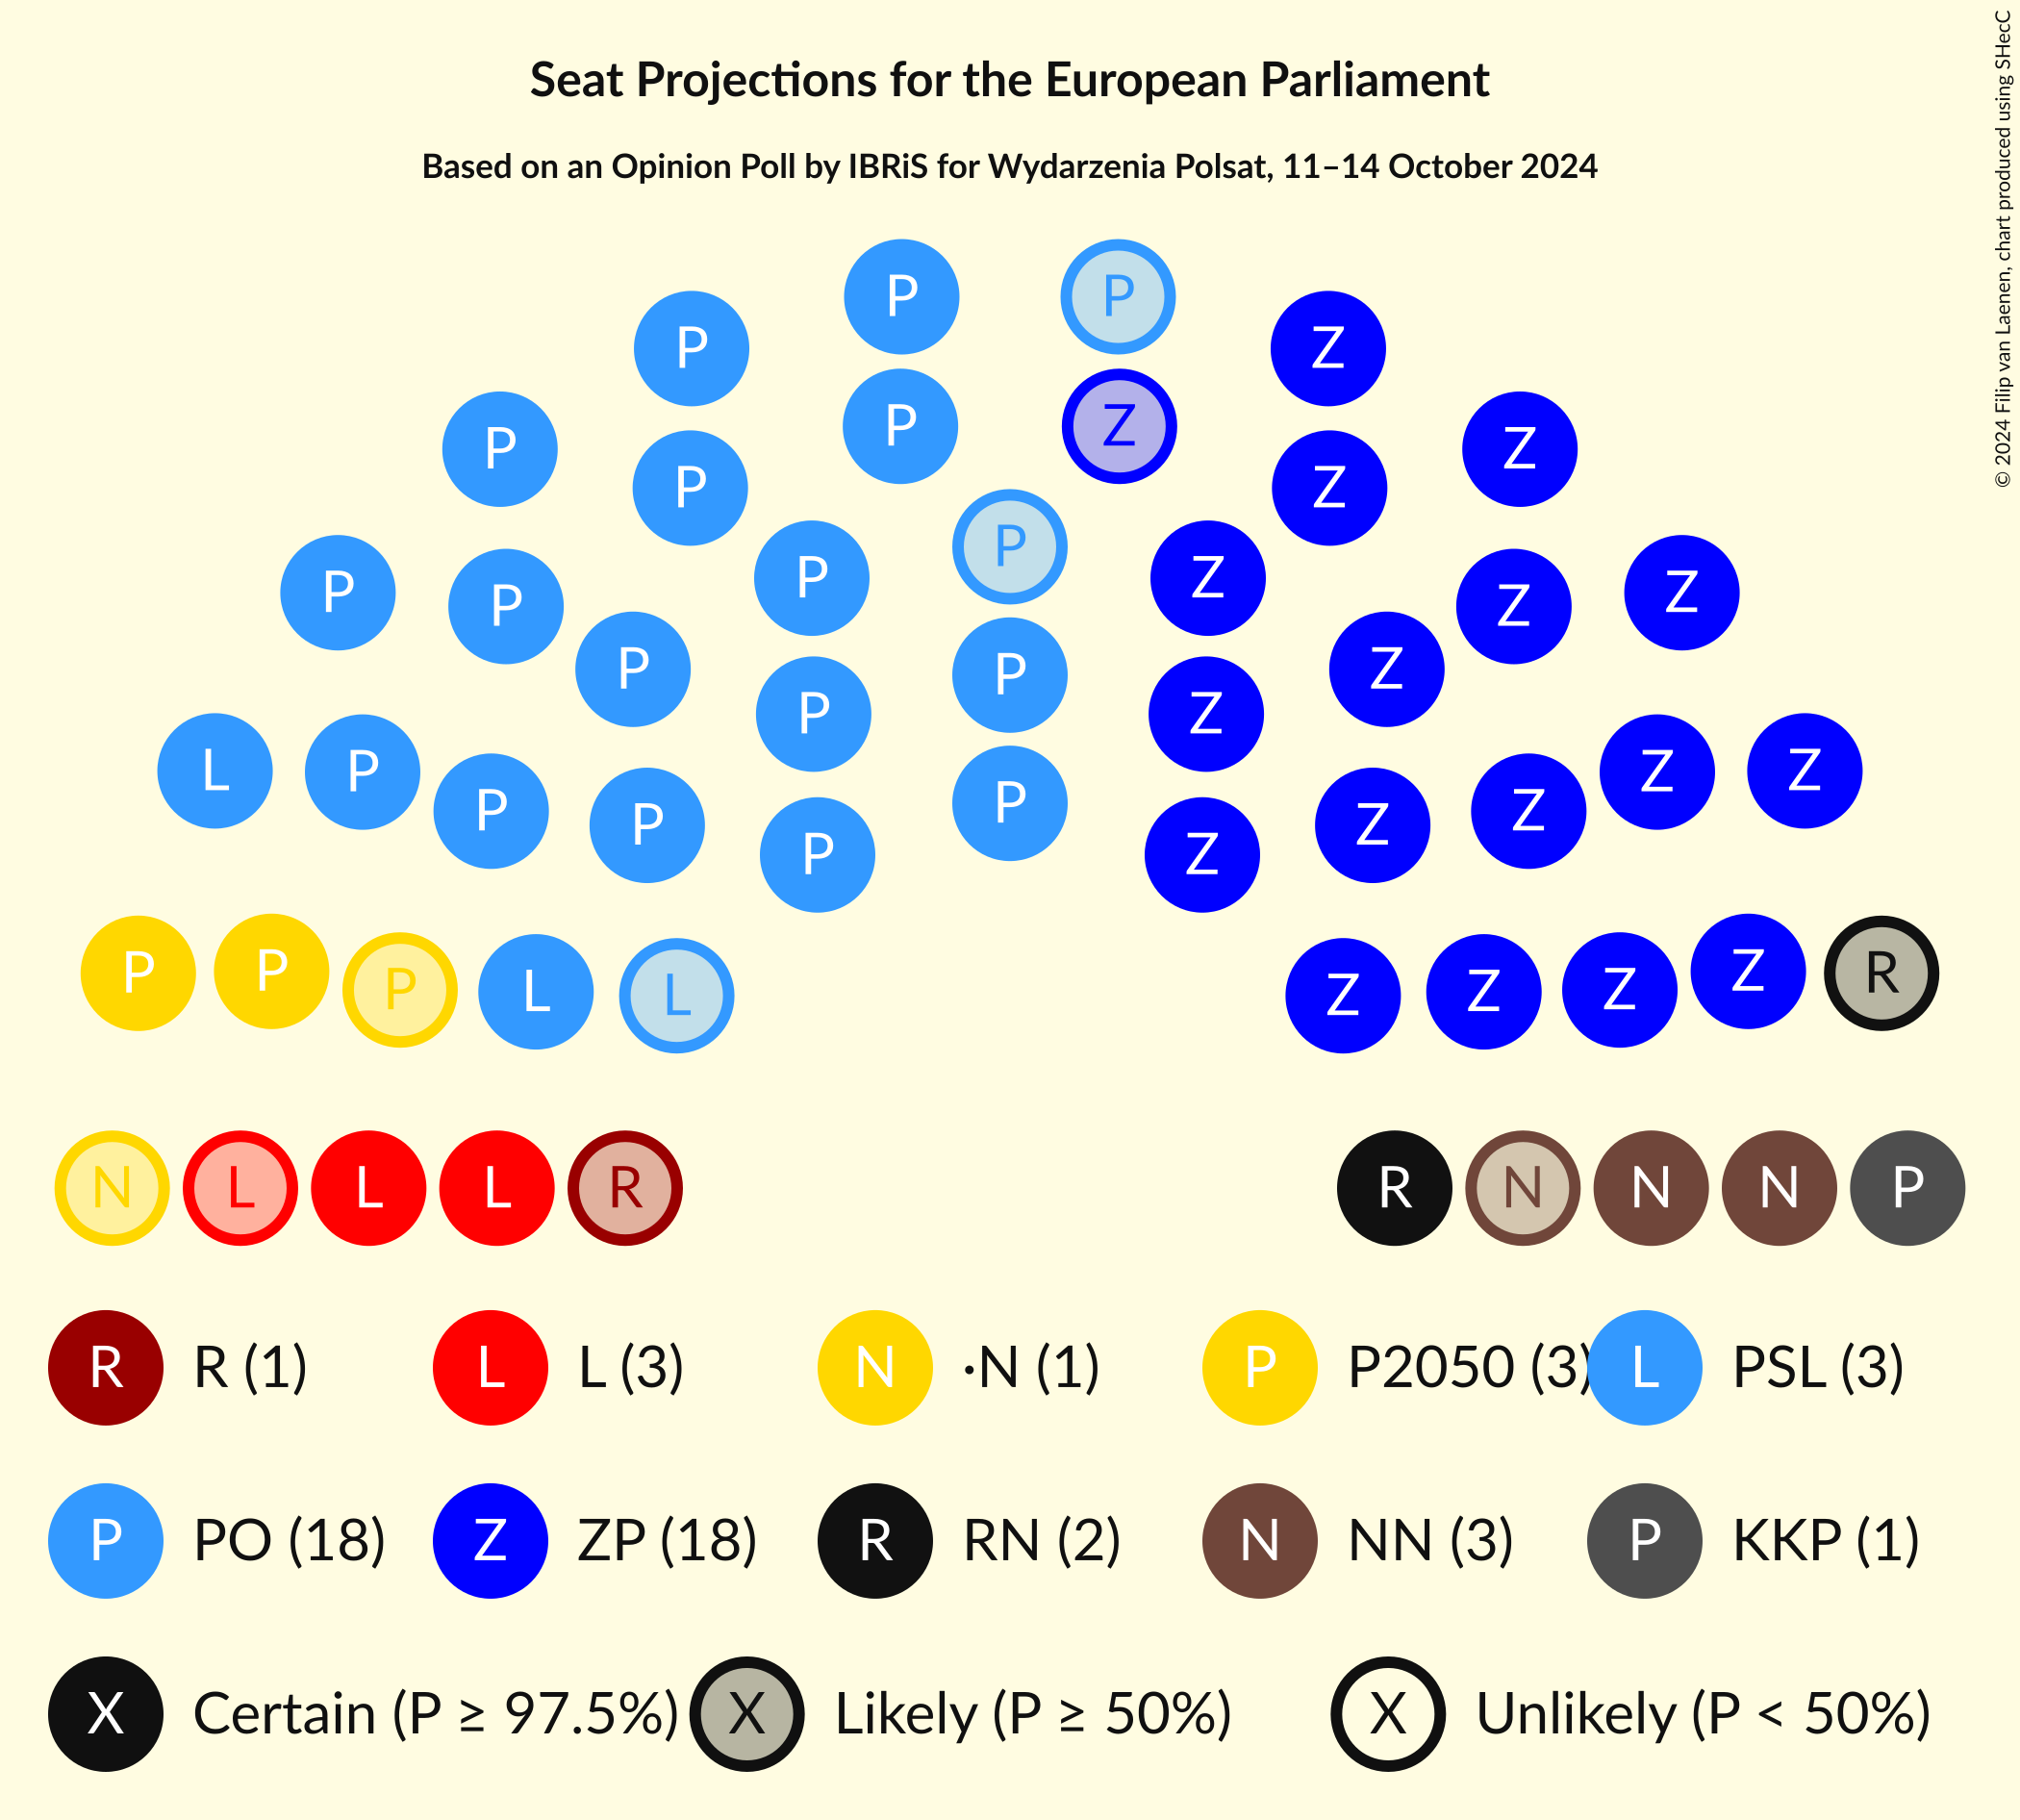 Seat Projections for the European Parliament
Based on an Opinion Poll by IBRiS for Wydarzenia Polsat, 11–14 October 2024
© 2024 Filip van Laenen, chart produced using SHecC
P P
P Z
P P Z Z
P Z
P Z
P
P Z
P Z
P P Z Z
P Z
P
P Z
L P Z Z
P P Z Z
P
P Z
P P P L L Z Z Z Z R
N L L L R R N N N P
R R (1) L L (3) N ·N (1) P P2050 (3) L PSL (3)
P PO (18) Z ZP (18) R RN (2) N NN (3) P KKP (1)
X Certain (P ≥ 97.5%) X Likely (P ≥ 50%) X Unlikely (P < 50%)